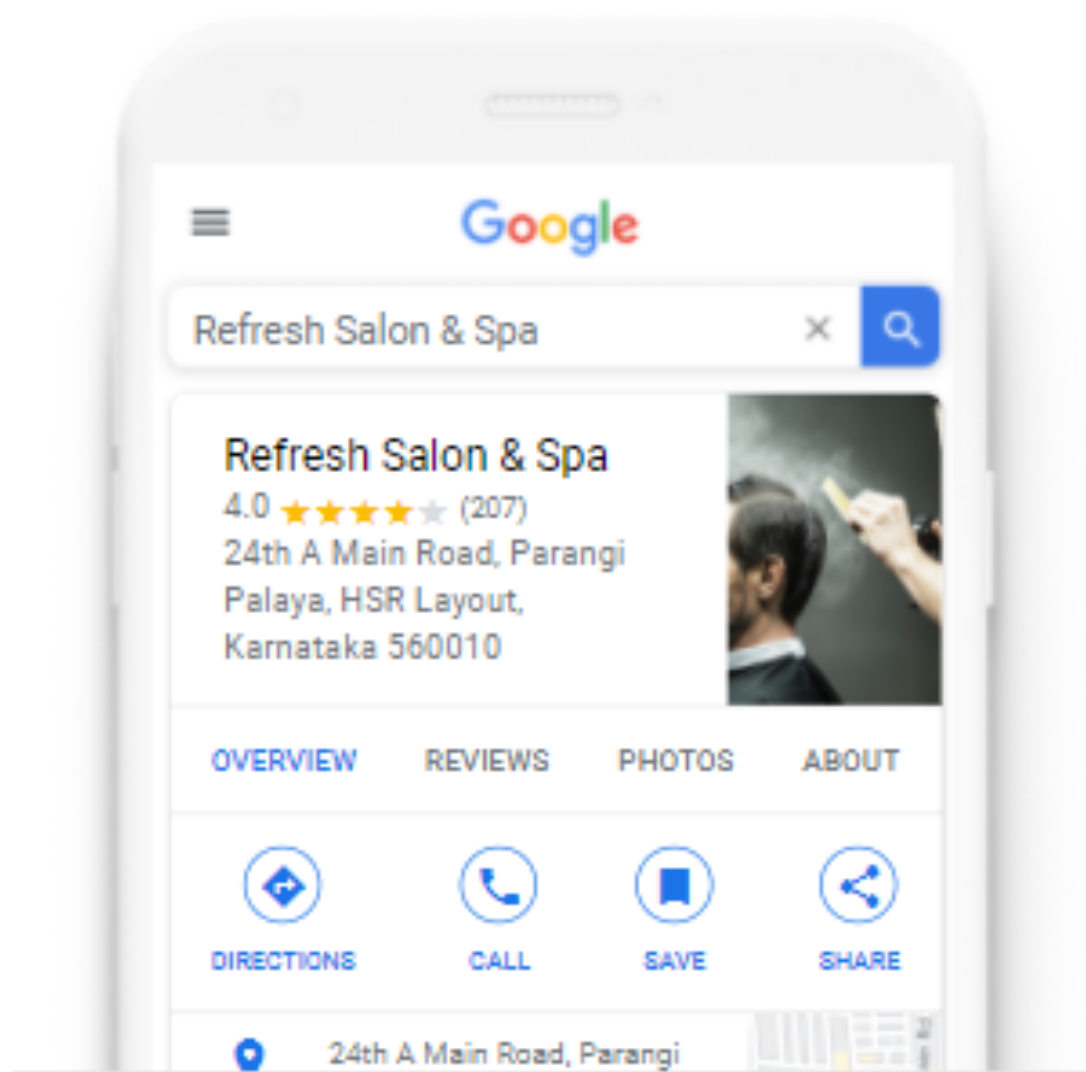 Google
Refresh Salon & Spa
Refresh Salon & Spa
4.0 (207)
24th A Main Road, Parangi
Palaya, HSR Layout,
Karnataka 560010
OVERVIEW REVIEWS PHOTOS ABOUT
DIRECTIONS CALL SAVE SHARE
24th A Main Road, Parangi